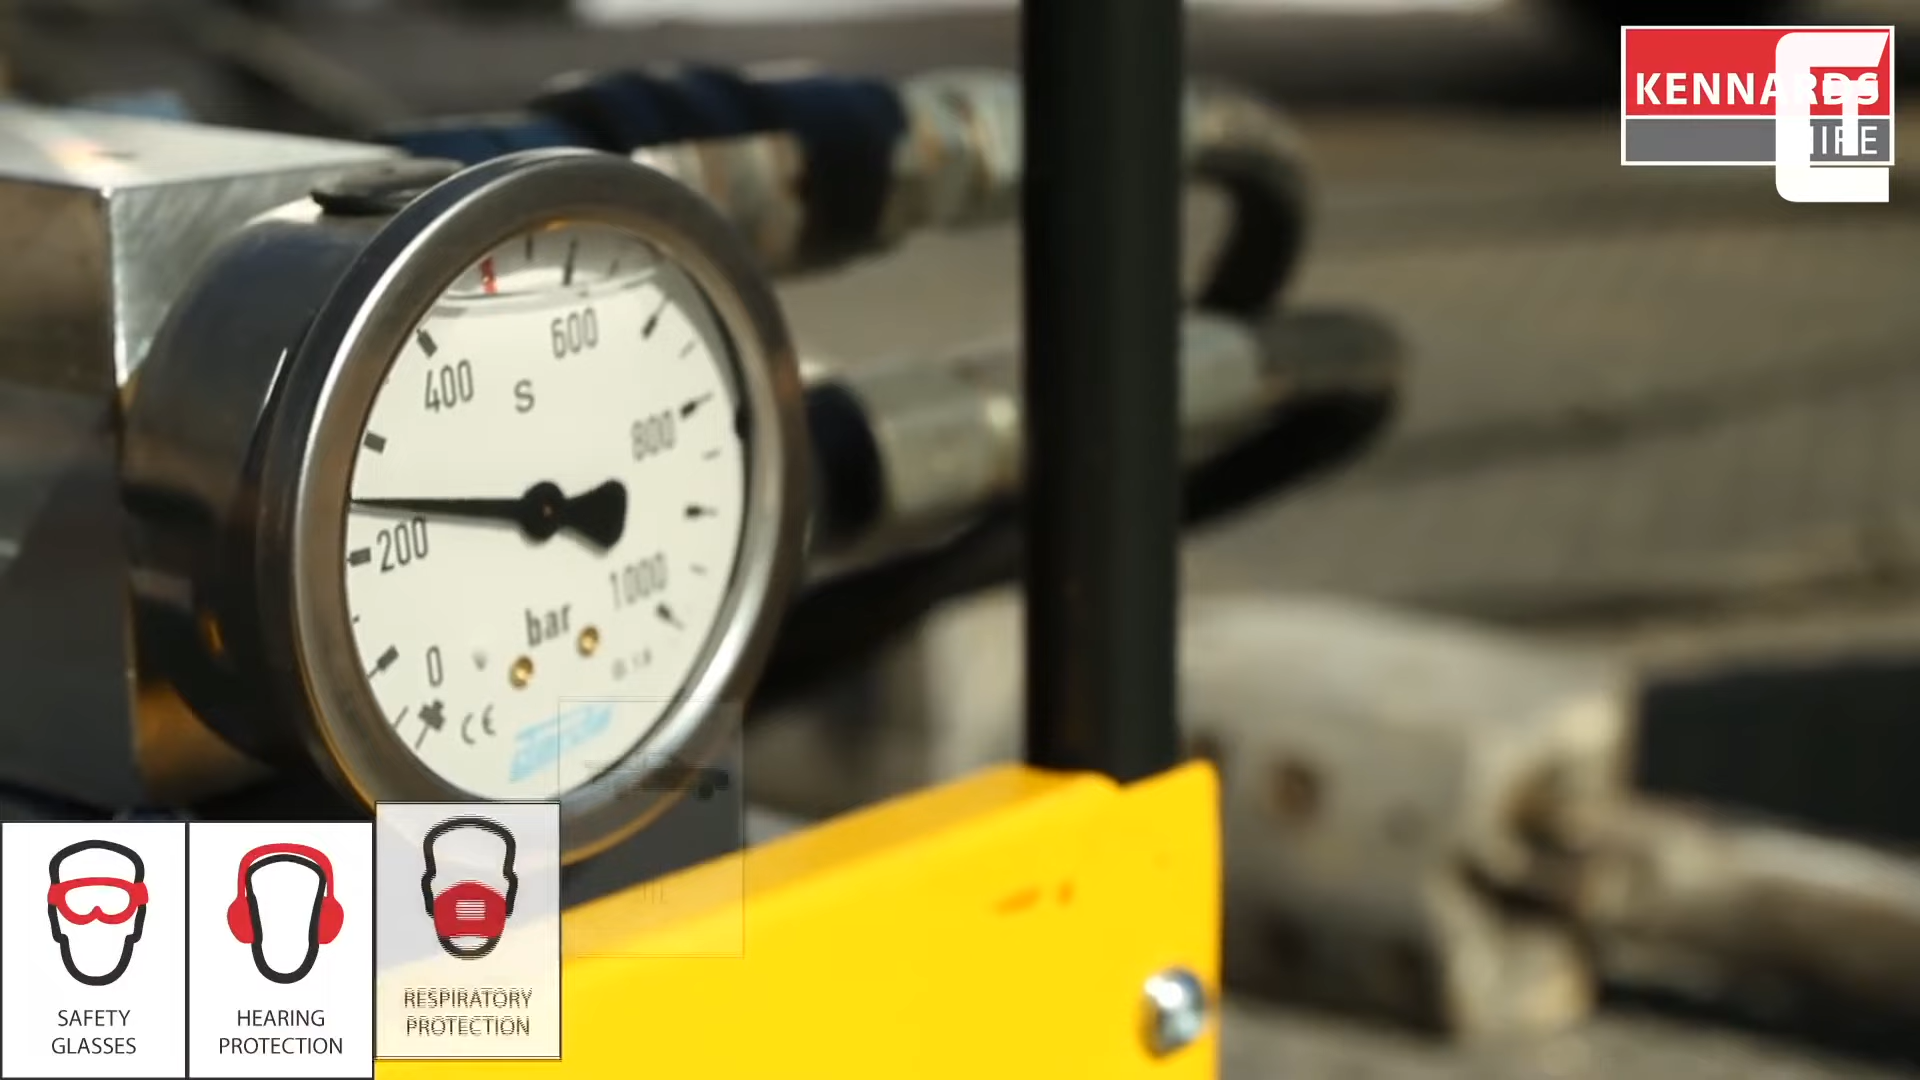 KENNARDS
HIRE
600
400
S
800
200
1000
bar
0
CE
SAFETY
GLASSES
HEARING
PROTECTION
RESPIRATORY
PROTECTION